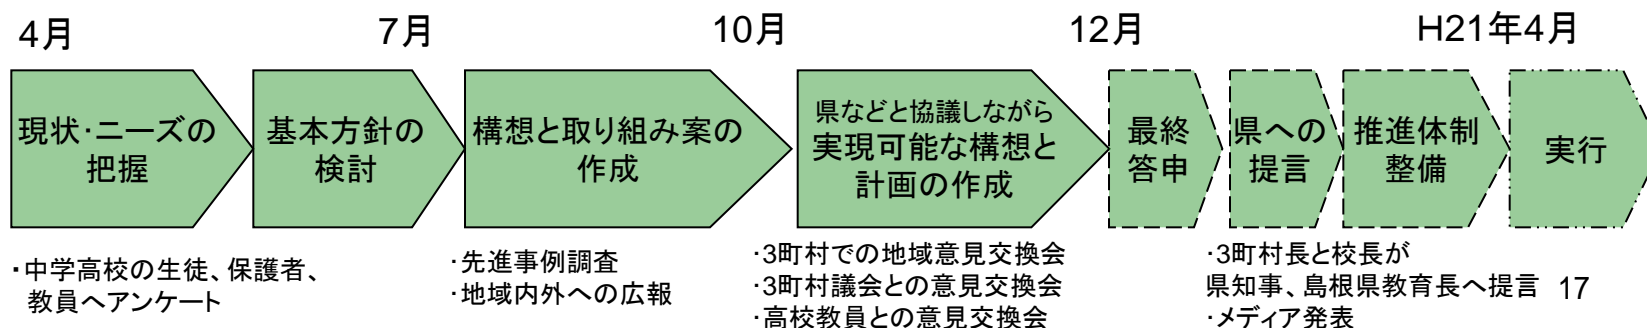 4月 7月 10月 12月 H21年4月
現状・ニーズの
把握
基本方針の
検討
構想と取り組み案の
作成
県などと協議しながら
実現可能な構想と
計画の作成
最終
答申
県への
提言
推進体制
整備
実行
・中学高校の生徒、保護者、
教員へアンケート
・先進事例調査
・地域内外への広報
・3町村での地域意見交換会
・3町村議会との意見交換会
・高校教員との意見交換会
・3町村長と校長が
県知事、島根県教育長へ提言
・メディア発表
17